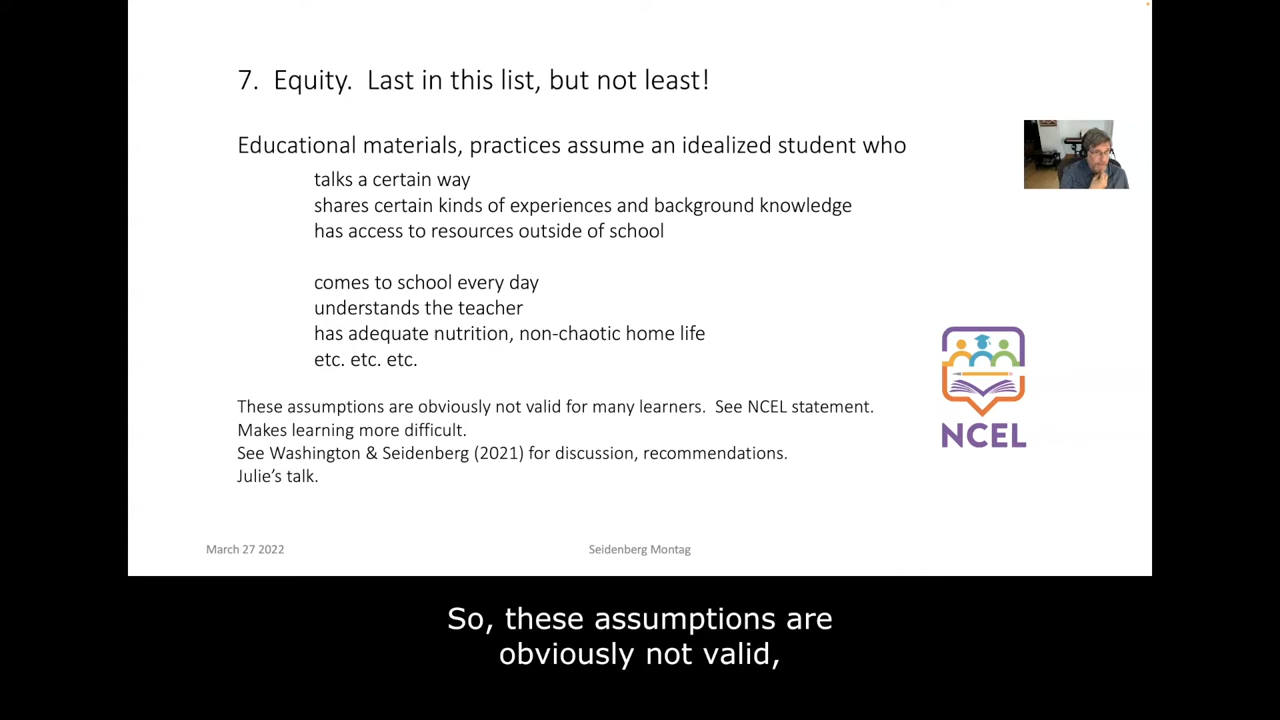 7. Equity. Last in this list, but not least!
Educational materials, practices assume an idealized student who
talks a certain way
shares certain kinds of experiences and background knowledge
has access to resources outside of school
comes to school every day
understands the teacher
has adequate nutrition, non-chaotic home life
etc. etc. etc.
These assumptions are obviously not valid for many learners. See NCEL statement.
Makes learning more difficult.
See Washington & Seidenberg (2021) for discussion, recommendations.
Julie's talk.
NCEL
March 27 2022
Seidenberg Montag
So, these assumptions are
obviously not valid,